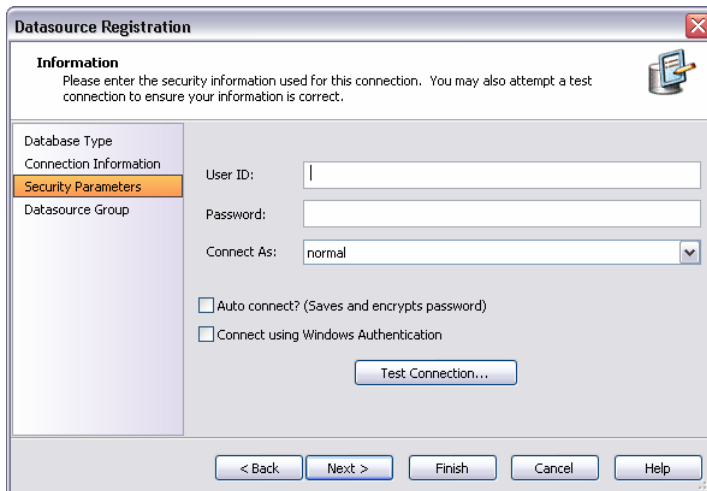 Datasource Registration
Information
Please enter the security information used for this connection. You may also attempt a test
connection to ensure your information is correct.
Database Type
Connection Information
Security Parameters
Datasource Group
User ID:
Password:
Connect As: normal
Auto connect? (Saves and encrypts password)
Connect using Windows Authentication
Test Connection...
< Back Next > Finish Cancel Help